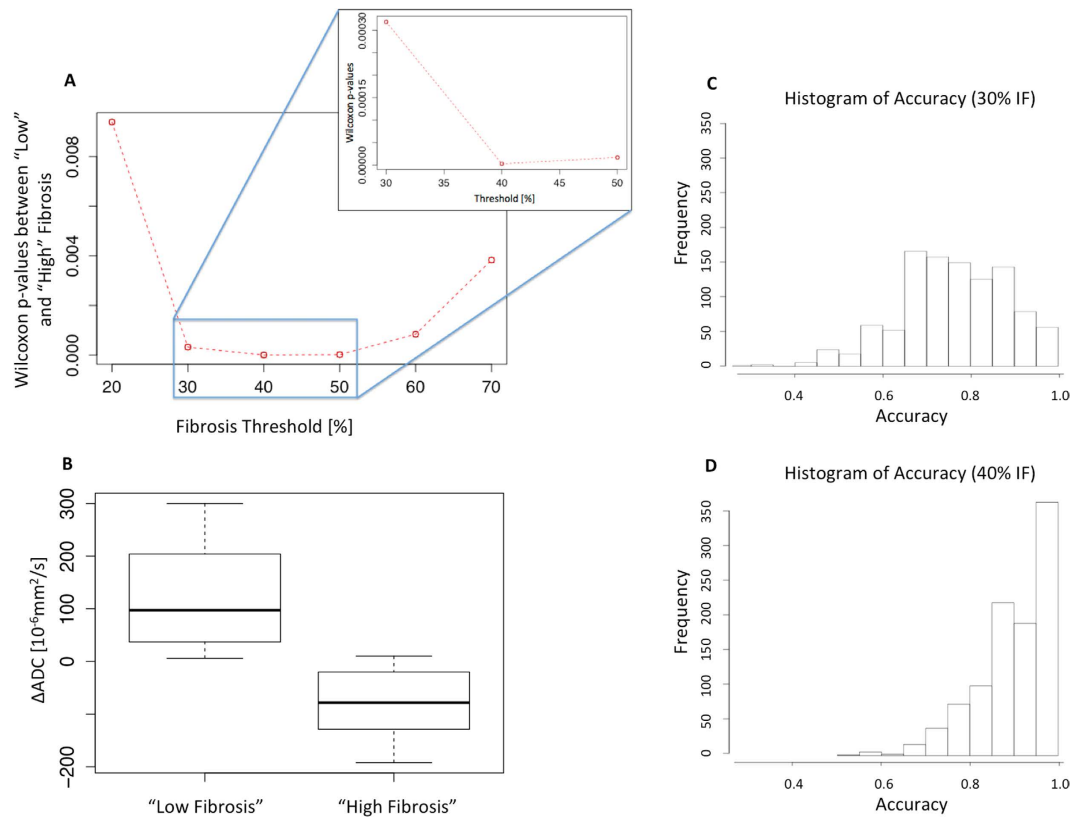 A
Wilcoxon p-values between “Low”
and “High” Fibrosis
0.008
0.004
0.000
20 30 40 50 60 70
Fibrosis Threshold [%]
Wilcoxon p-values
0.00030
0.00015
0.00000
30 35 40 45 50
Threshold [%]
B
ΔADC [10⁻⁶mm²/s]
300
200
100
0
−200
“Low Fibrosis” “High Fibrosis”
C
Histogram of Accuracy (30% IF)
Frequency
350
300
250
200
150
100
50
0
0.4 0.6 0.8 1.0
Accuracy
D
Histogram of Accuracy (40% IF)
Frequency
350
300
250
200
150
100
50
0
0.4 0.6 0.8 1.0
Accuracy